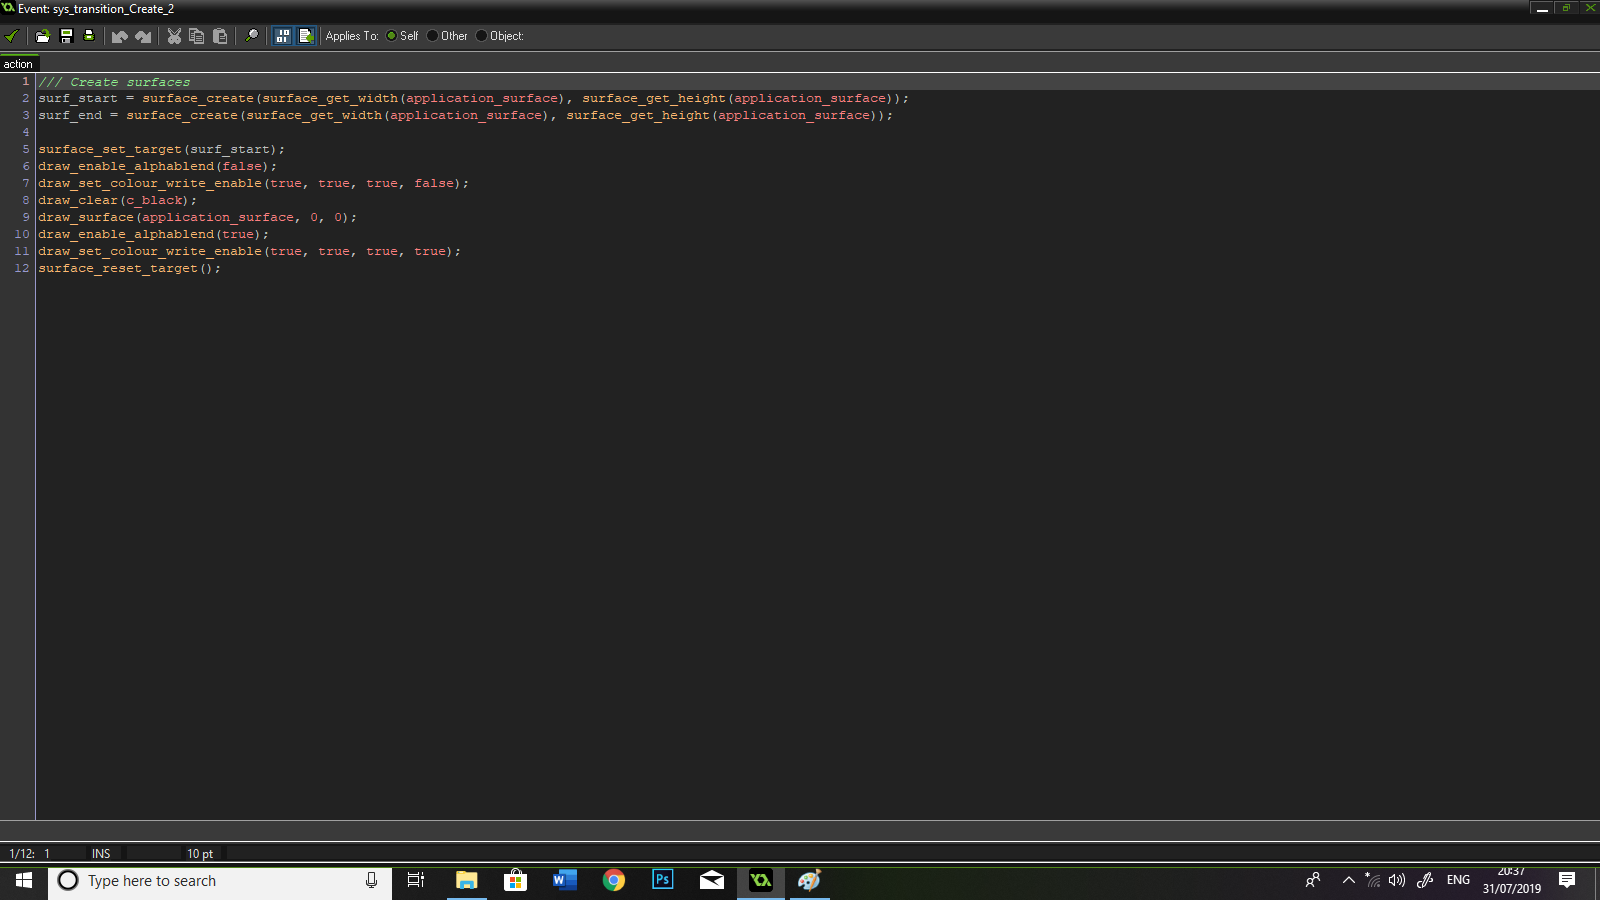 Event: sys_transition_Create_2
Applies To: Self Other Object:
action
1 /// Create surfaces
2 surf_start = surface_create(surface_get_width(application_surface), surface_get_height(application_surface));
3 surf_end = surface_create(surface_get_width(application_surface), surface_get_height(application_surface));
4
5 surface_set_target(surf_start);
6 draw_enable_alphablend(false);
7 draw_set_colour_write_enable(true, true, true, false);
8 draw_clear(c_black);
9 draw_surface(application_surface, 0, 0);
10 draw_enable_alphablend(true);
11 draw_set_colour_write_enable(true, true, true, true);
12 surface_reset_target();
1/12: 1 INS 10 pt
Type here to search
W
Ps
ENG
20:37
31/07/2019